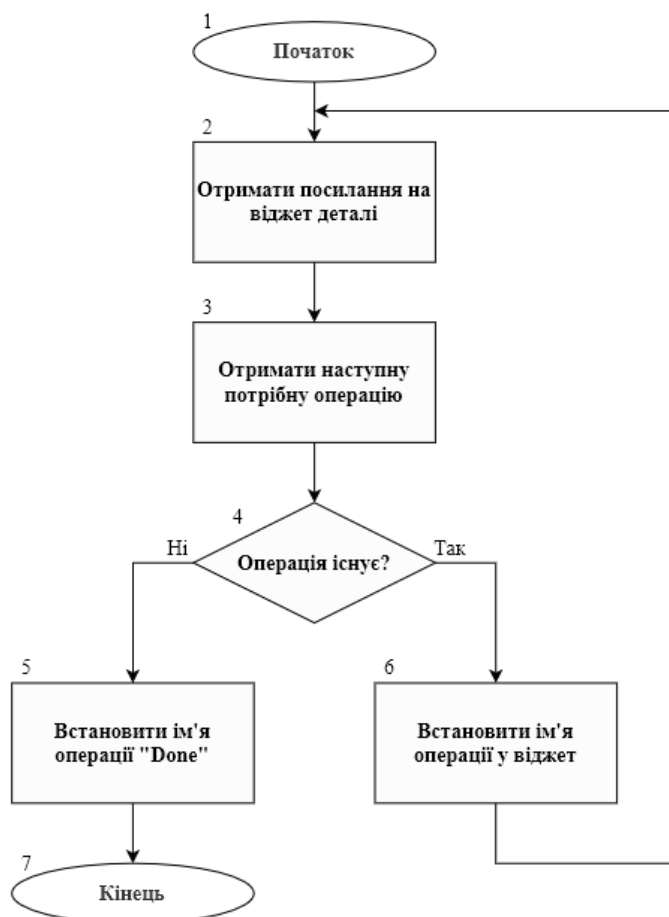 1
Початок
2
Отримати посилання на
віджет деталі
3
Отримати наступну
потрібну операцію
4
Ні
Операція існує?
Так
5
Встановити ім'я
операції "Done"
6
Встановити ім'я
операції у віджет
7
Кінець